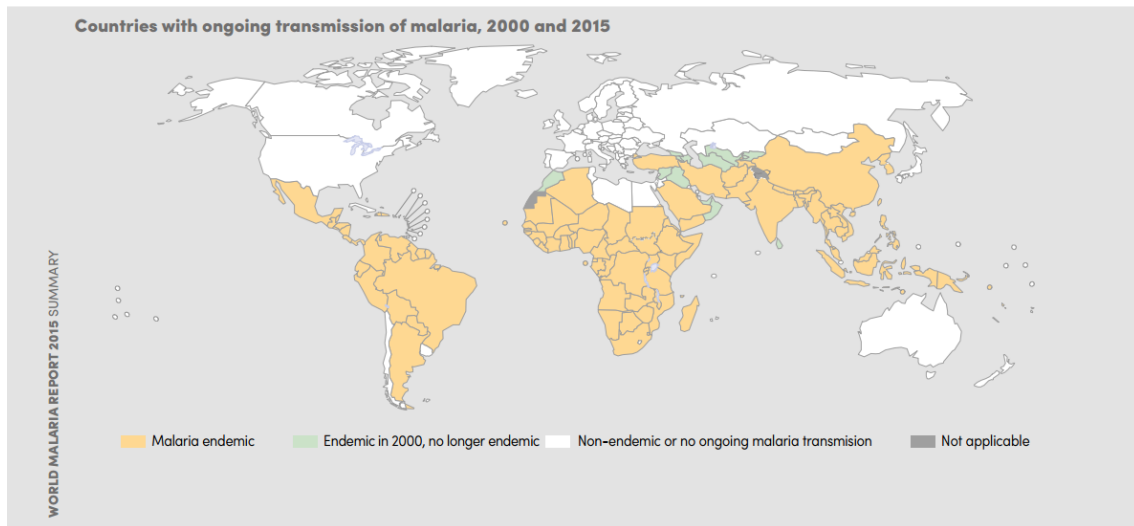 Countries with ongoing transmission of malaria, 2000 and 2015
WORLD MALARIA REPORT 2015 SUMMARY
Malaria endemic
Endemic in 2000, no longer endemic
Non-endemic or no ongoing malaria transmision
Not applicable